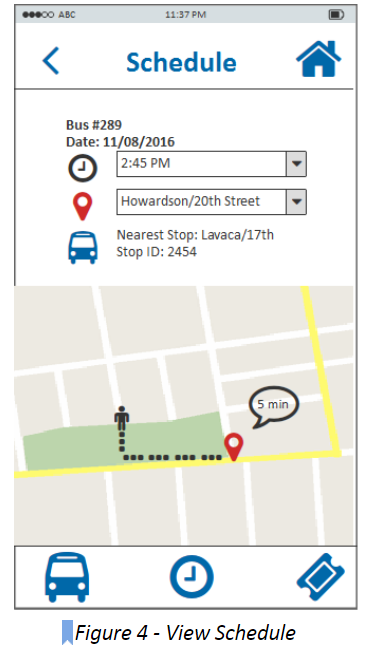 ABC 11:37 PM
Schedule
Bus #289
Date: 11/08/2016
2:45 PM
Howardson/20th Street
Nearest Stop: Lavaca/17th
Stop ID: 2454
5 min
Figure 4 - View Schedule